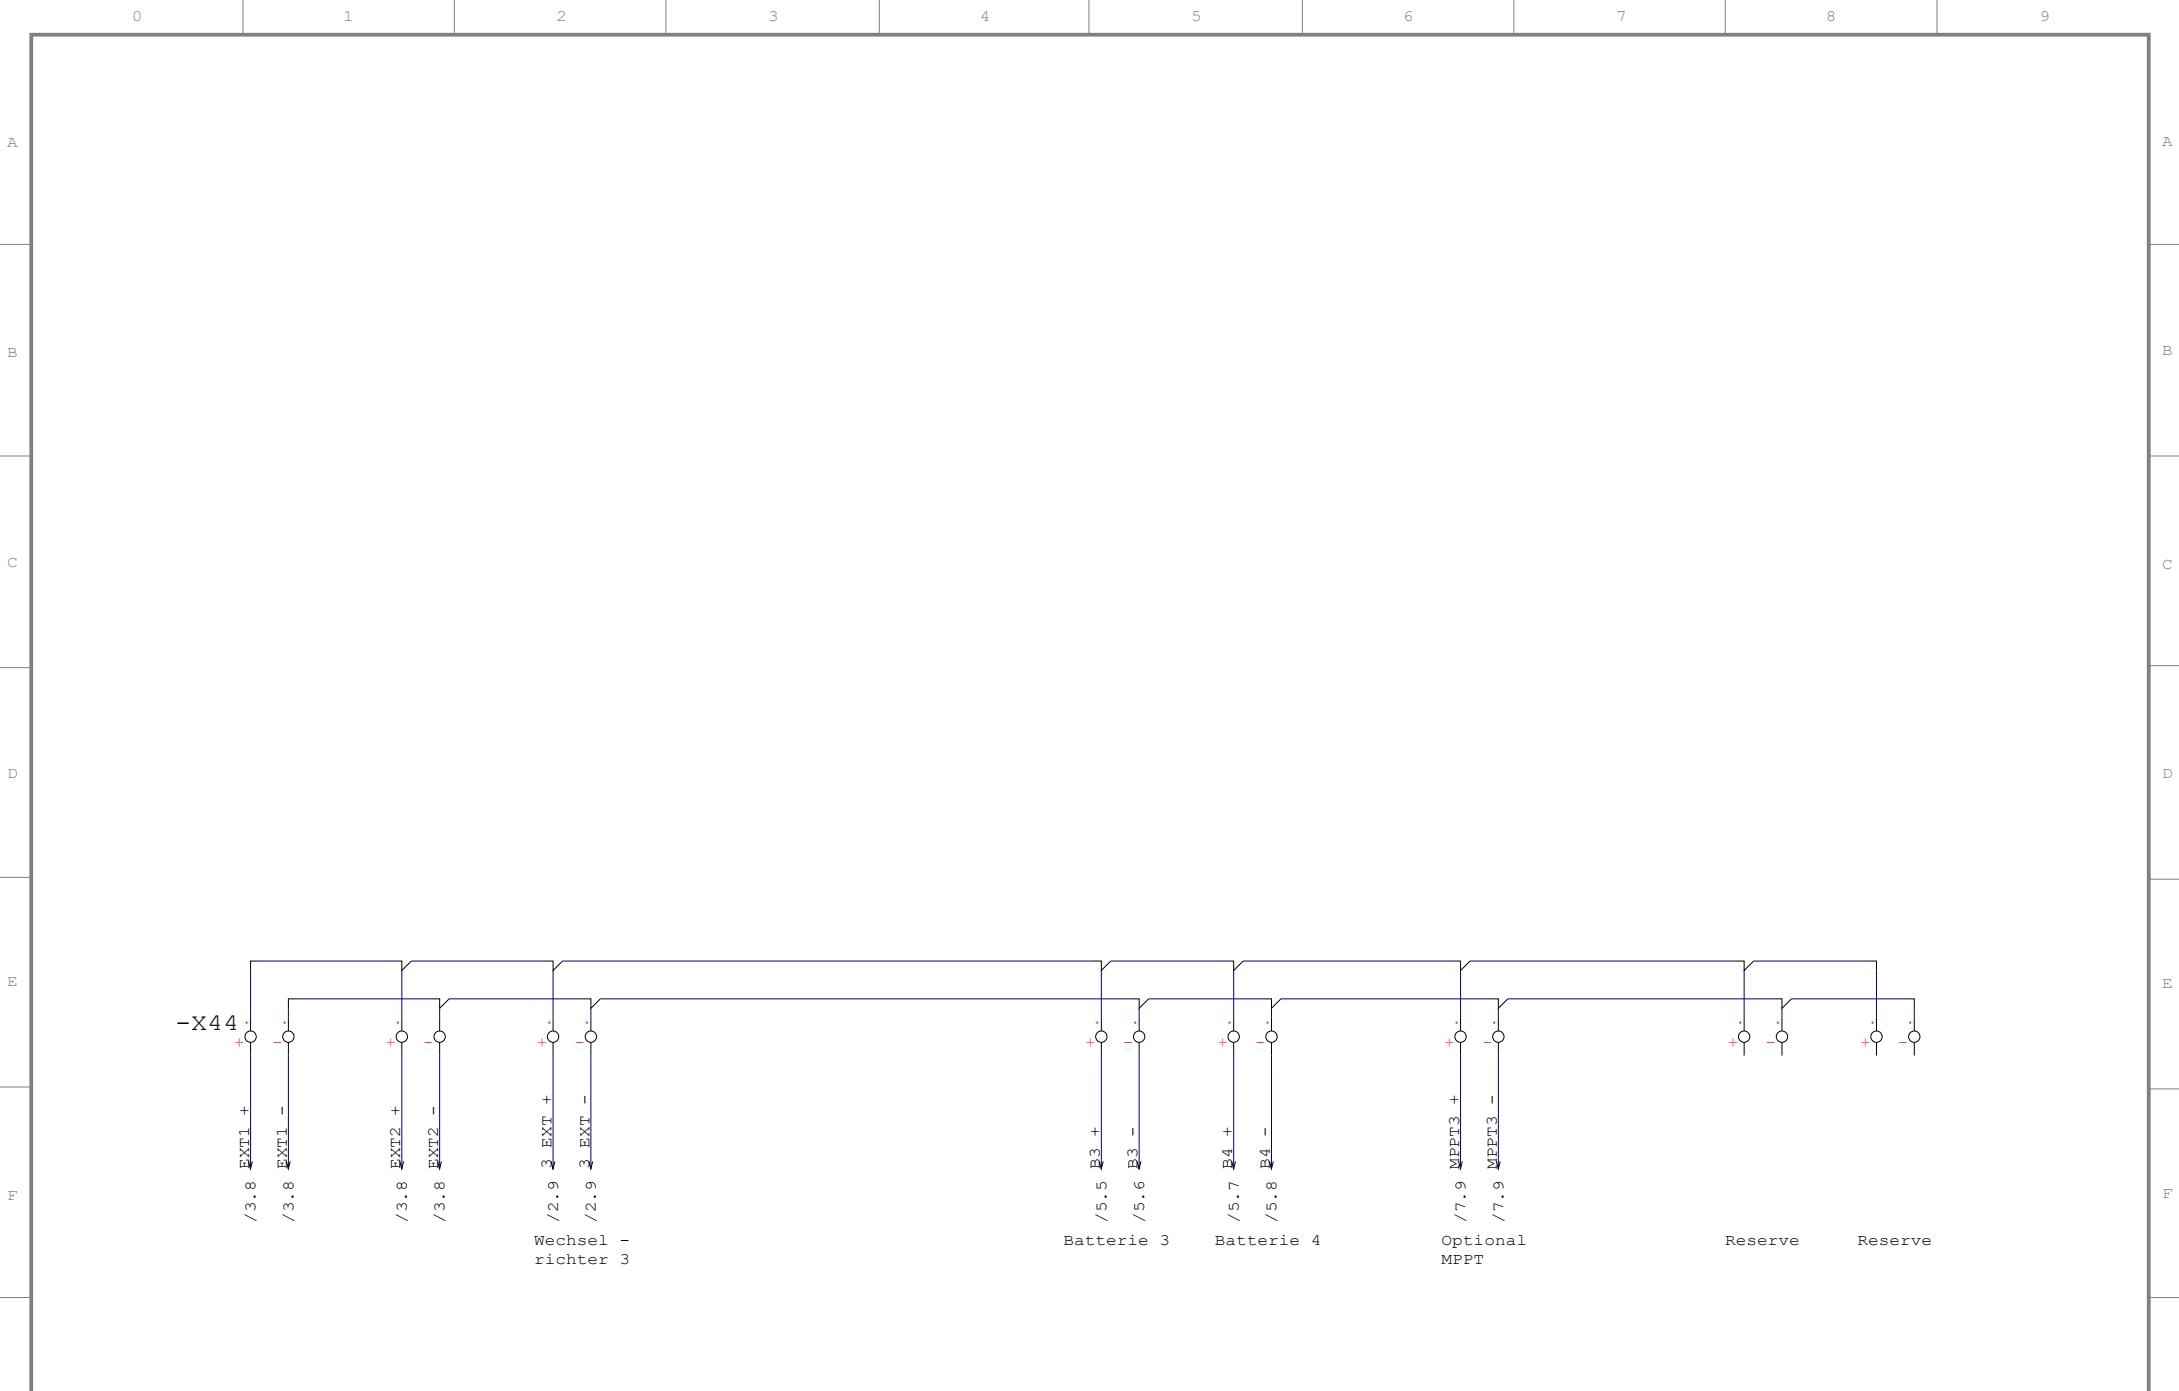 0 1 2 3 4 5 6 7 8 9
A A
B B
C C
D D
E E
-X44
+ - + - + - + - + - + - + - + -
EXT1 + EXT1 - EXT2 + EXT2 - 3 EXT + 3 EXT - B3 + B3 - B4 + B4 - MPPT3 + MPPT3 -
F F
/3.8 /3.8 /3.8 /3.8 /2.9 /2.9 /5.5 /5.6 /5.7 /5.8 /7.9 /7.9
Wechsel -
richter 3
Batterie 3
Batterie 4
Optional
MPPT
Reserve
Reserve